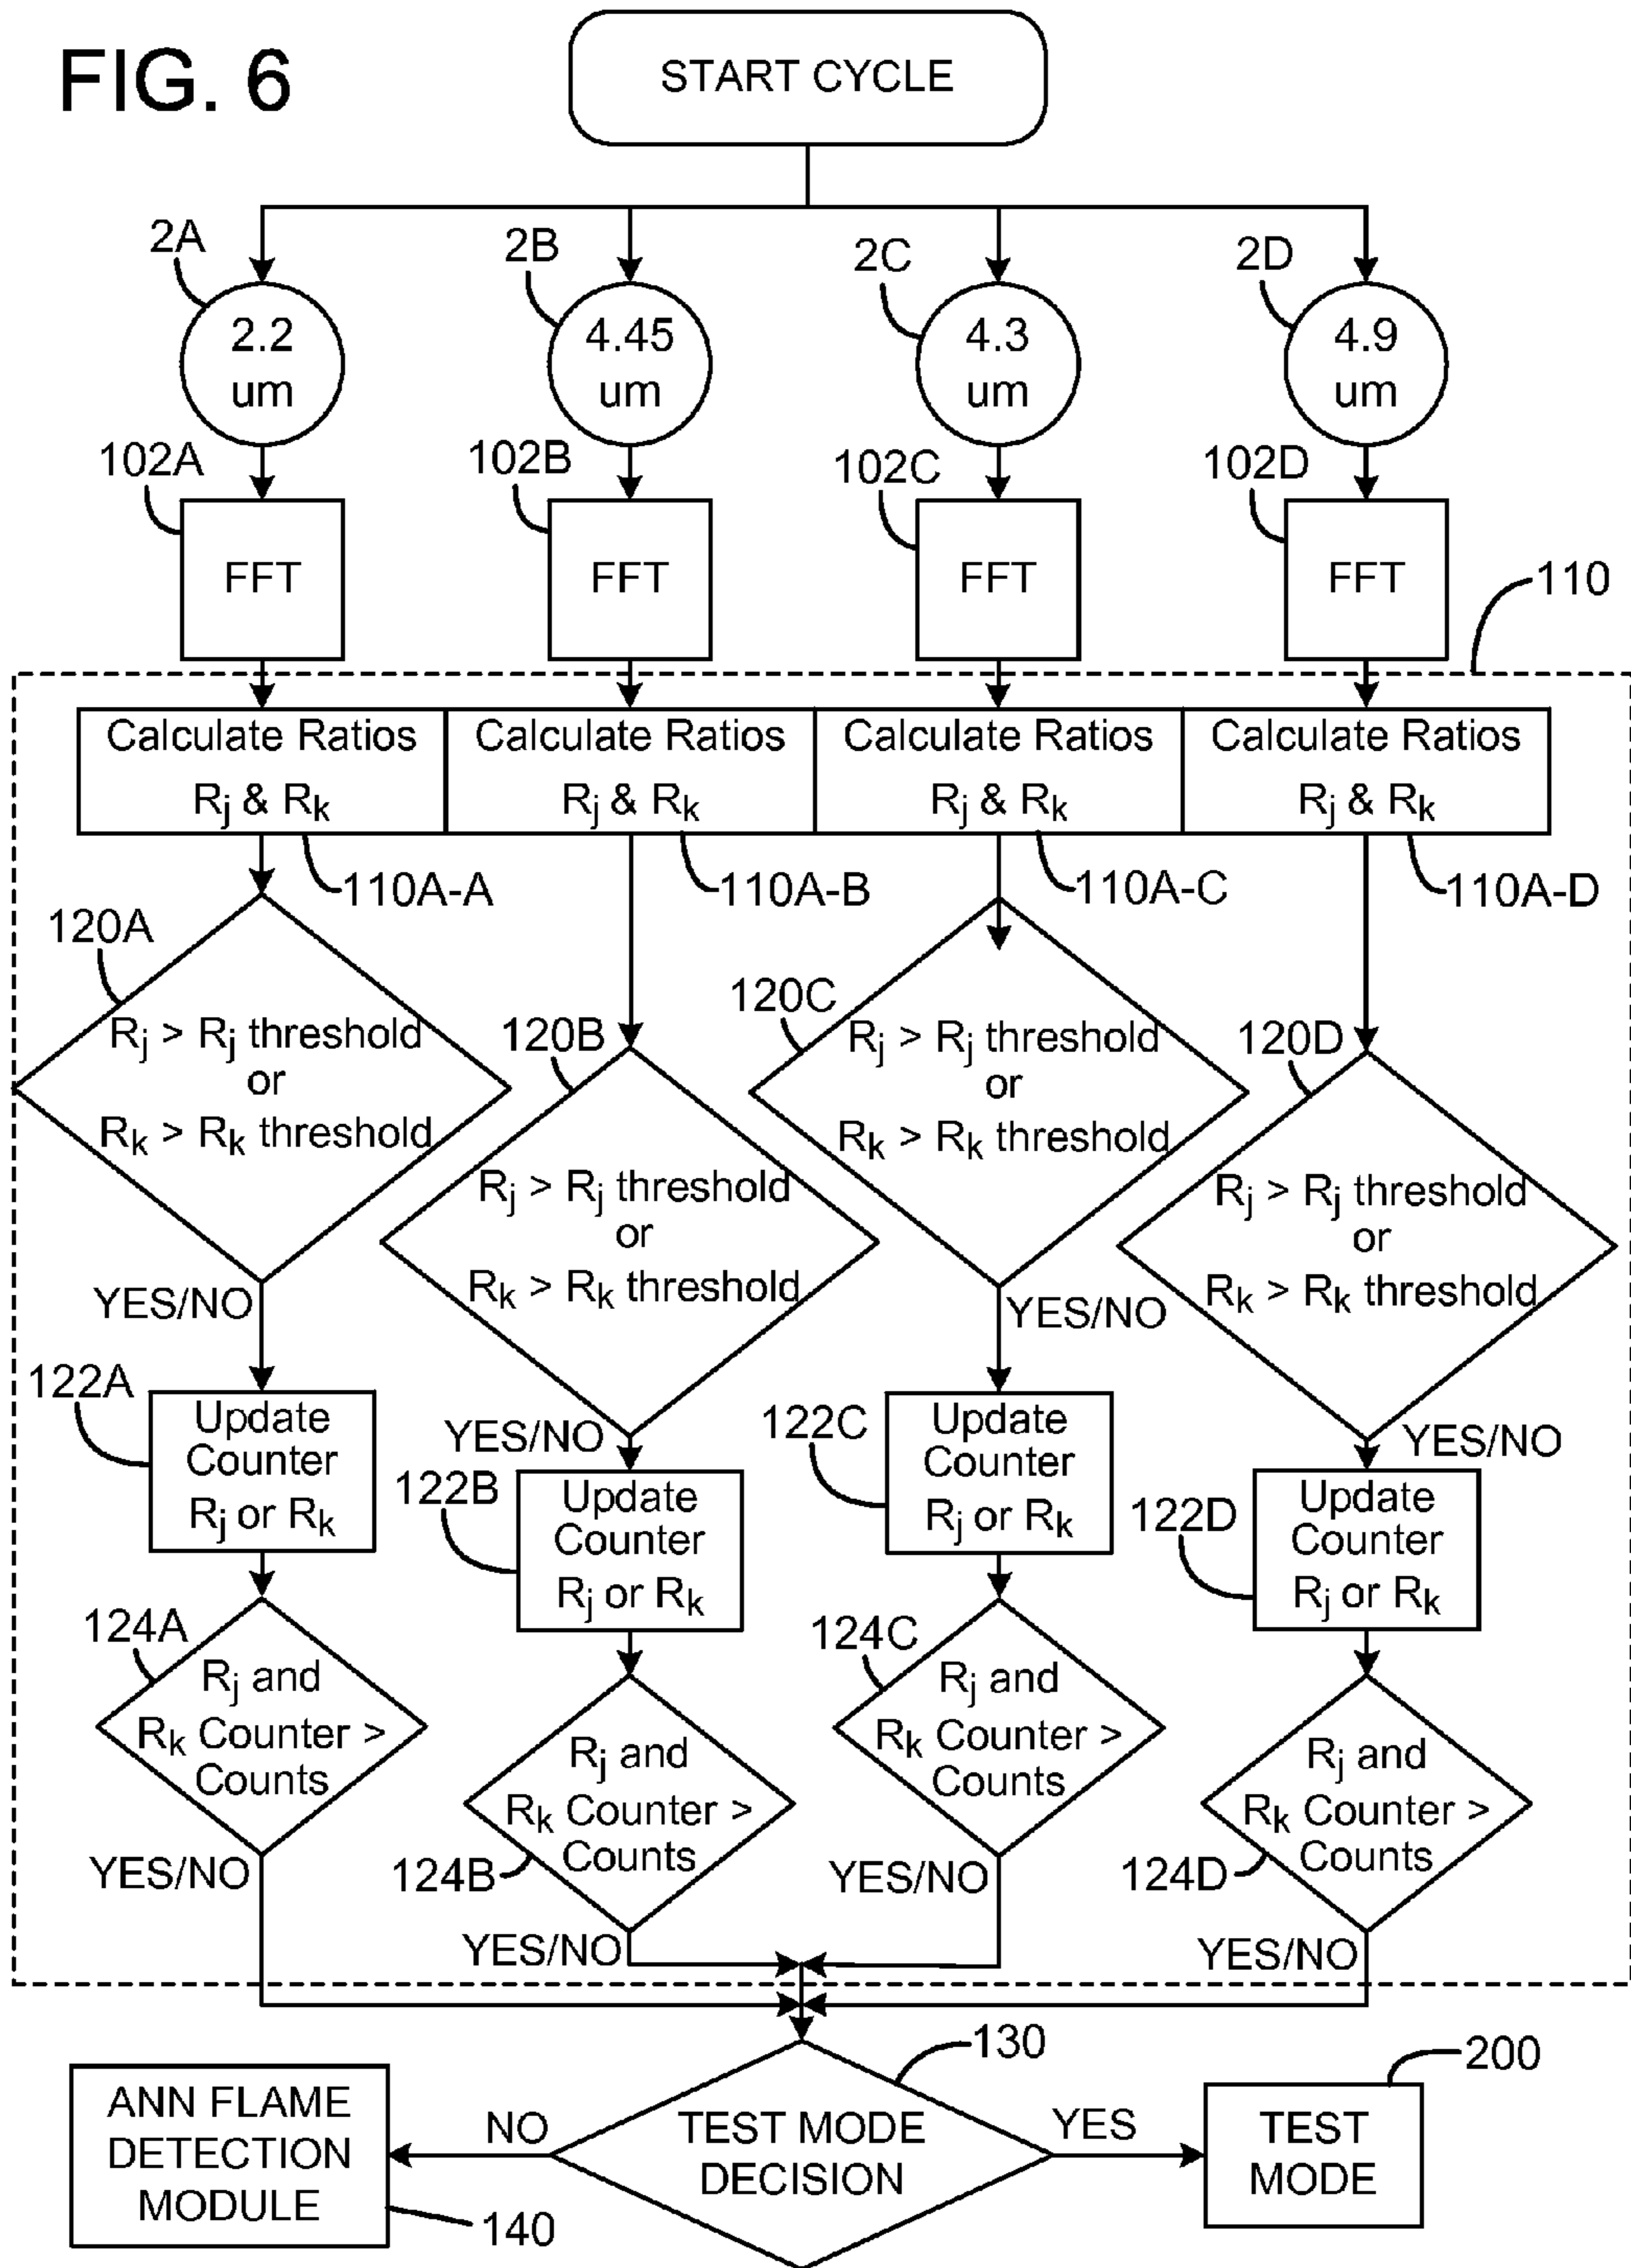 FIG. 6
START CYCLE
2A
2B
2C
2D
2.2
um
4.45
um
4.3
um
4.9
um
102A
102B
102C
102D
FFT
FFT
FFT
FFT
110
Calculate Ratios
Rj & Rk
Calculate Ratios
Rj & Rk
Calculate Ratios
Rj & Rk
Calculate Ratios
Rj & Rk
110A-A
110A-B
110A-C
110A-D
120A
Rj > Rj threshold
or
Rk > Rk threshold
YES/NO
120B
Rj > Rj threshold
or
Rk > Rk threshold
YES/NO
120C
Rj > Rj threshold
or
Rk > Rk threshold
YES/NO
120D
Rj > Rj threshold
or
Rk > Rk threshold
YES/NO
122A
Update
Counter
Rj or Rk
122B
Update
Counter
Rj or Rk
122C
Update
Counter
Rj or Rk
122D
Update
Counter
Rj or Rk
124A
Rj and
Rk Counter >
Counts
YES/NO
124B
Rj and
Rk Counter >
Counts
YES/NO
124C
Rj and
Rk Counter >
Counts
YES/NO
124D
Rj and
Rk Counter >
Counts
YES/NO
130
TEST MODE
DECISION
NO
YES
ANN FLAME
DETECTION
MODULE
140
200
TEST
MODE